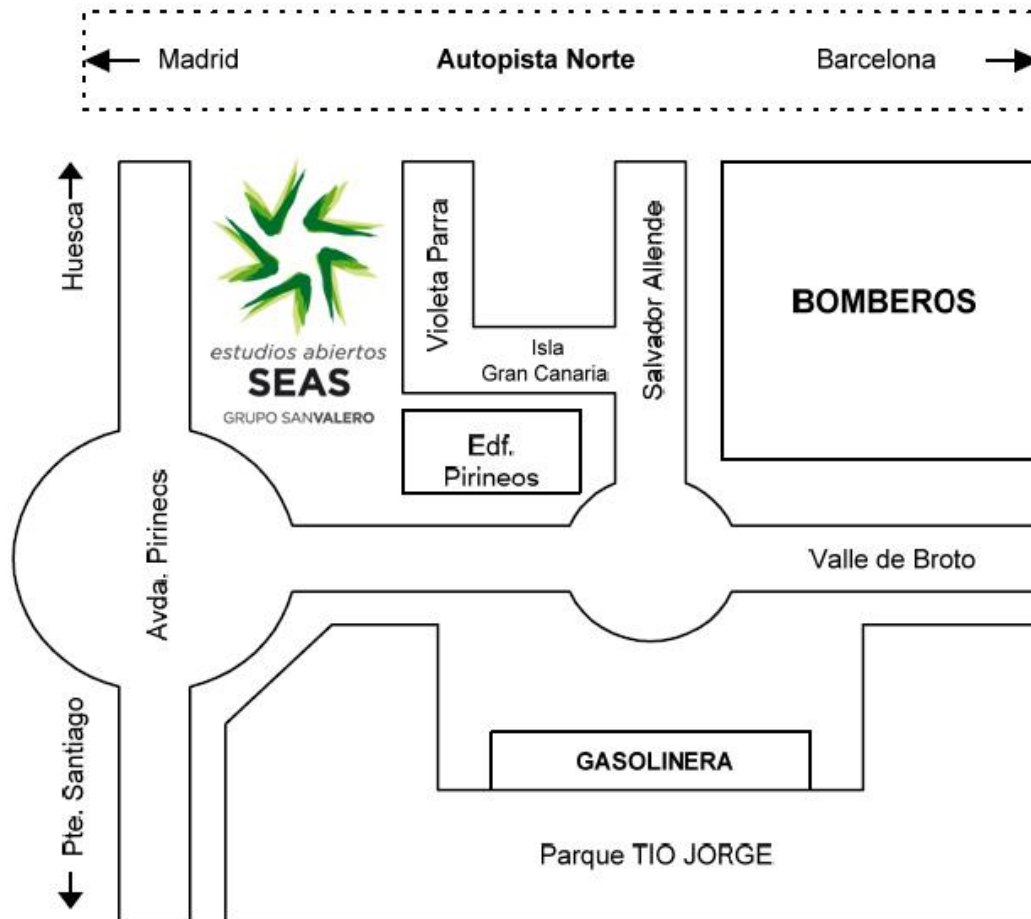 Madrid
Autopista Norte
Barcelona
Huesca
Violeta Parra
Salvador Allende
BOMBEROS
estudios abiertos
SEAS
GRUPO SANVALERO
Isla
Gran Canaria
Edf.
Pirineos
Avda. Pirineos
Valle de Broto
Pte. Santiago
GASOLINERA
Parque TIO JORGE